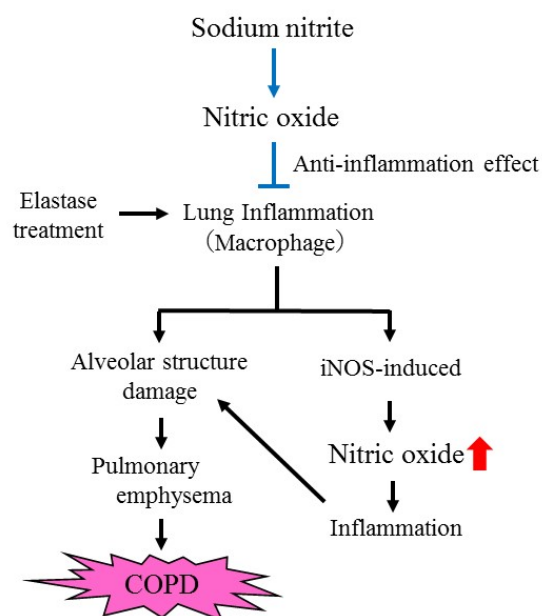 Sodium nitrite
Nitric oxide
Anti-inflammation effect
Elastase
treatment
Lung Inflammation
（Macrophage）
Alveolar structure
damage
iNOS-induced
Nitric oxide
Pulmonary
emphysema
Inflammation
COPD